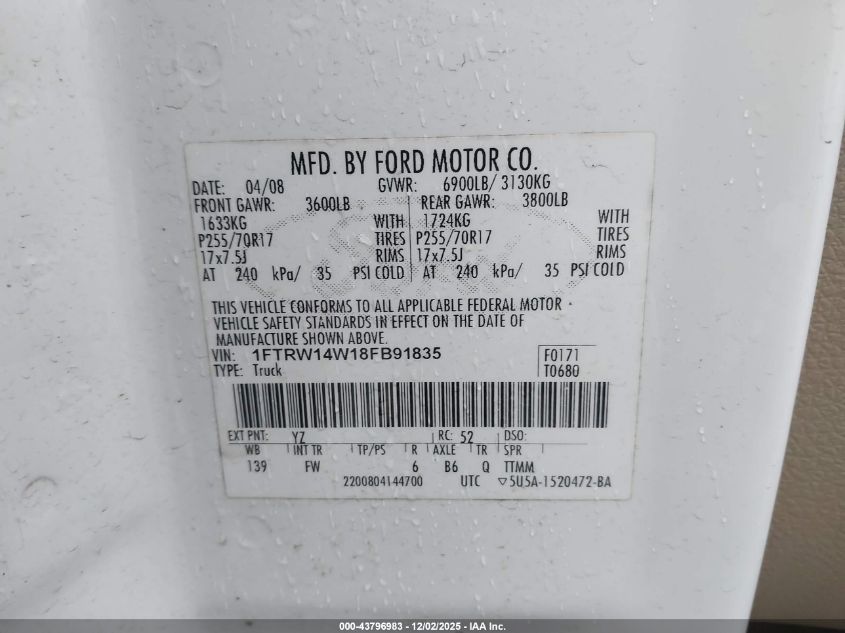 MFD. BY FORD MOTOR CO.
DATE: 04/08 GVWR: 6900LB/ 3130KG
FRONT GAWR: 3600LB REAR GAWR: 3800LB
1633KG WITH 1724KG WITH
P255/70R17 TIRES P255/70R17 TIRES
17x7.5J RIMS 17x7.5J RIMS
AT 240 kPa/ 35 PSI COLD AT 240 kPa/ 35 PSI COLD
THIS VEHICLE CONFORMS TO ALL APPLICABLE FEDERAL MOTOR
VEHICLE SAFETY STANDARDS IN EFFECT ON THE DATE OF
MANUFACTURE SHOWN ABOVE.
VIN: 1FTRW14W18FB91835 F0171
TYPE: Truck T0680
EXT PNT: YZ RC: 52 DSO:
WB INT TR TP/PS R AXLE TR SPR
139 FW 6 B6 Q TTMM
2200804144700 UTC ▽5U5A-1520472-BA
000-43796983 - 12/02/2025 - IAA Inc.